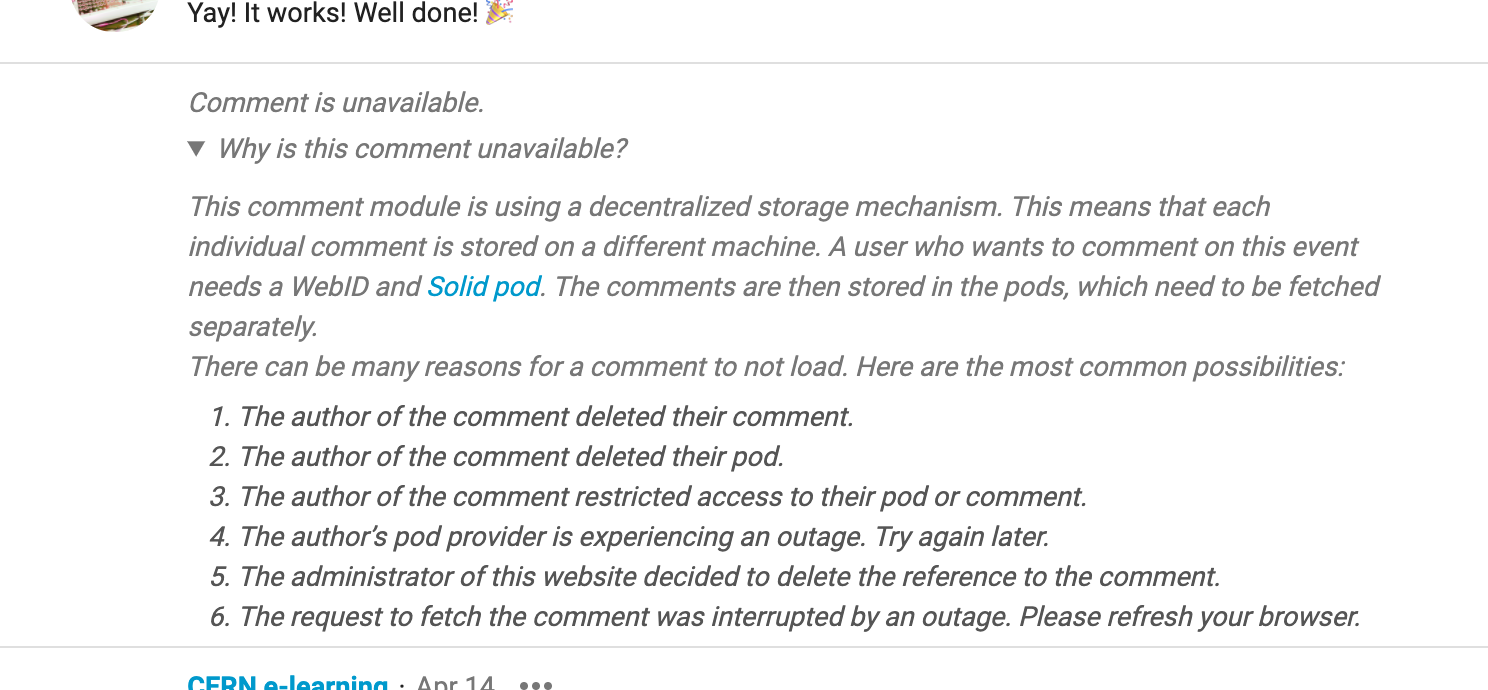 Yay! It works! Well done! 🎉
Comment is unavailable.
▼ Why is this comment unavailable?
This comment module is using a decentralized storage mechanism. This means that each
individual comment is stored on a different machine. A user who wants to comment on this event
needs a WebID and Solid pod. The comments are then stored in the pods, which need to be fetched
separately.
There can be many reasons for a comment to not load. Here are the most common possibilities:
1. The author of the comment deleted their comment.
2. The author of the comment deleted their pod.
3. The author of the comment restricted access to their pod or comment.
4. The author’s pod provider is experiencing an outage. Try again later.
5. The administrator of this website decided to delete the reference to the comment.
6. The request to fetch the comment was interrupted by an outage. Please refresh your browser.
CERN e-learning · Apr 14 •••